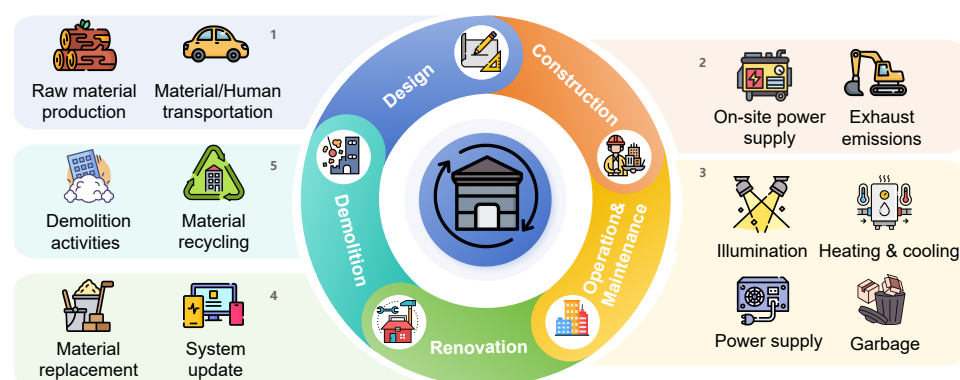 1
Raw material
production
Material/Human
transportation
Design
Construction
2
On-site power
supply
Exhaust
emissions
5
Demolition
activities
Material
recycling
Demolition
Operation&
Maintenance
3
Illumination
Heating & cooling
Power supply
Garbage
4
Material
replacement
System
update
Renovation